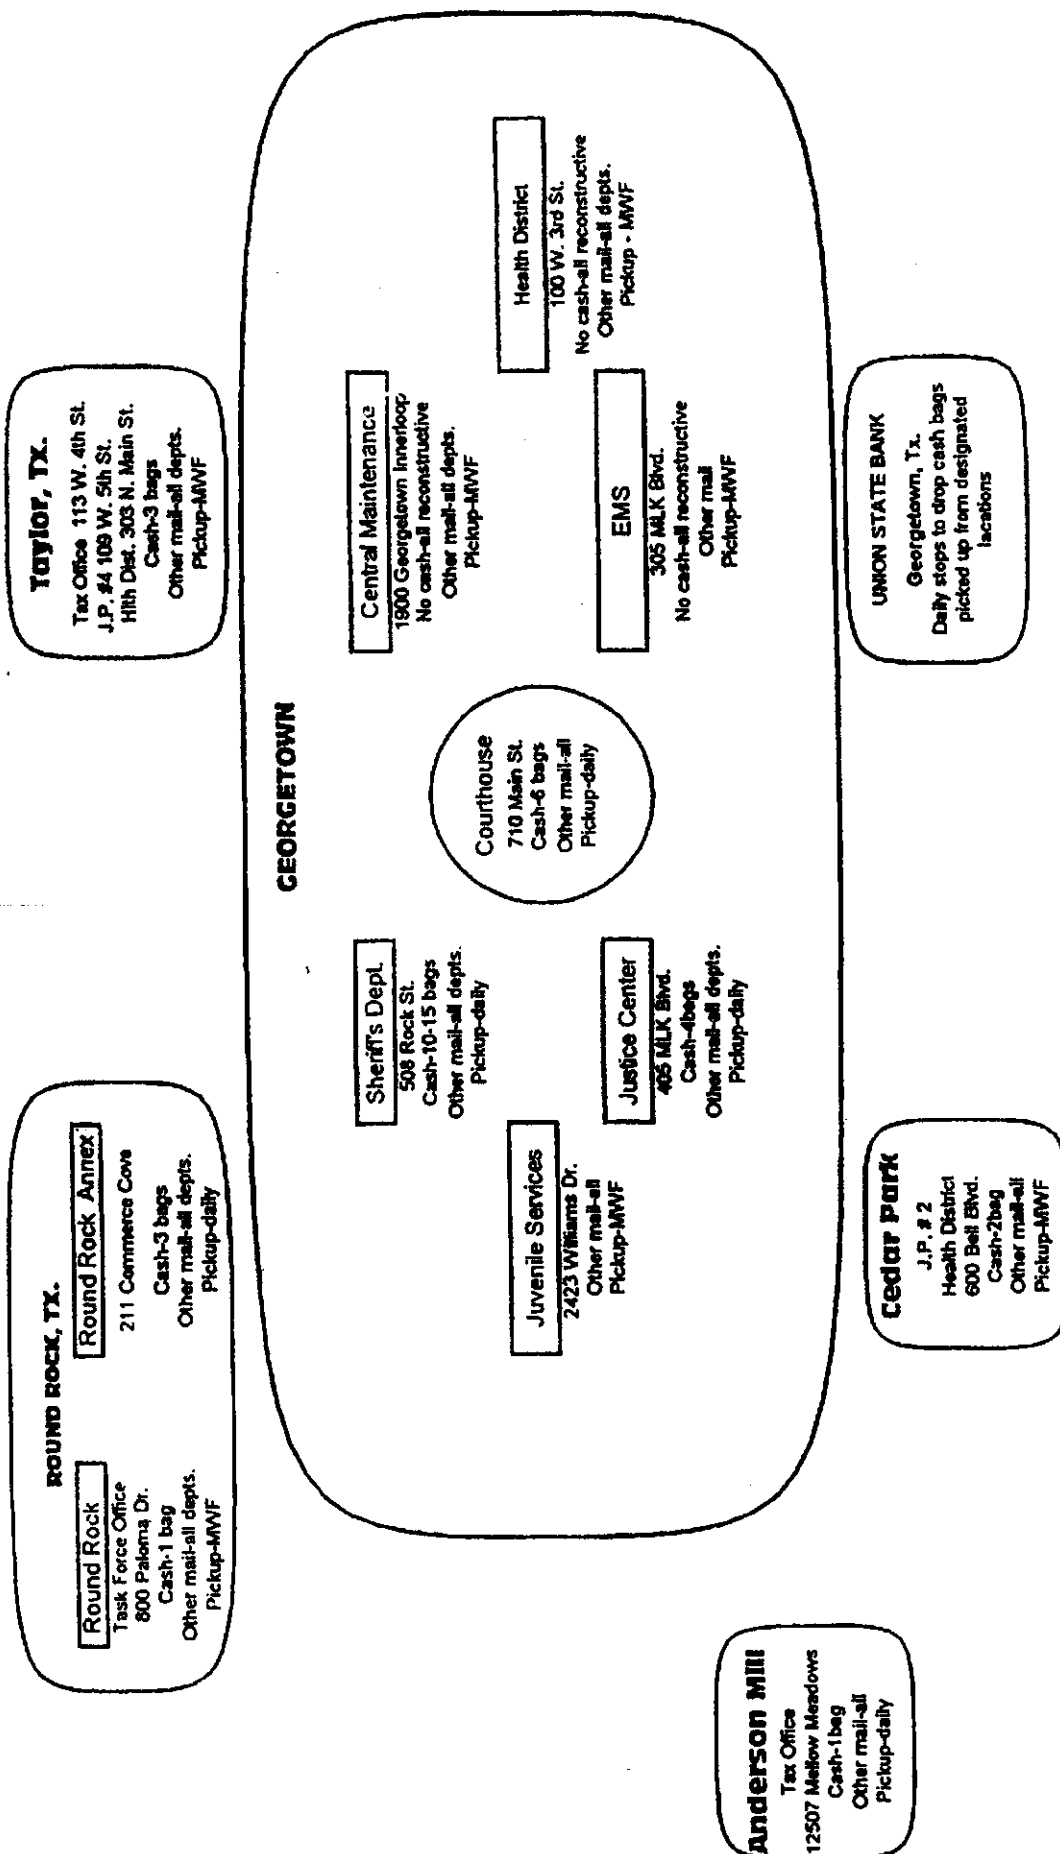 ROUND ROCK, TX.
Round Rock
Task Force Office
800 Paloma Dr.
Cash-1 bag
Other mail-all depts.
Pickup-MWF
Round Rock Annex
211 Commerce Cove
Cash-3 bags
Other mail-all depts.
Pickup-daily
Taylor, Tx.
Tax Office 113 W. 4th St.
J.P. #4 109 W. 5th St.
Hlth Dist. 303 N. Main St.
Cash-3 bags
Other mail-all depts.
Pickup-MWF
GEORGETOWN
Sheriff's Dept.
508 Rock St.
Cash-10-15 bags
Other mail-all depts.
Pickup-daily
Central Maintenance
1900 Georgetown Innerloop
No cash-all reconstructive
Other mail-all depts.
Pickup-MWF
Juvenile Services
2423 Williams Dr.
Other mail-all
Pickup-MWF
Courthouse
710 Main St.
Cash-6 bags
Other mail-all
Pickup-daily
Health District
100 W. 3rd St.
No cash-all reconstructive
Other mail-all depts.
Pickup - MWF
Justice Center
405 MLK Blvd.
Cash-4bags
Other mail-all depts.
Pickup-daily
EMS
305 MLK Blvd.
No cash-all reconstructive
Other mail
Pickup-MWF
Anderson Mill
Tax Office
12507 Mellow Meadows
Cash-1bag
Other mail-all
Pickup-daily
Cedar Park
J.P. # 2
Health District
600 Bell Blvd.
Cash-2bag
Other mail-all
Pickup-MWF
UNION STATE BANK
Georgetown, Tx.
Daily stops to drop cash bags
picked up from designated
locations